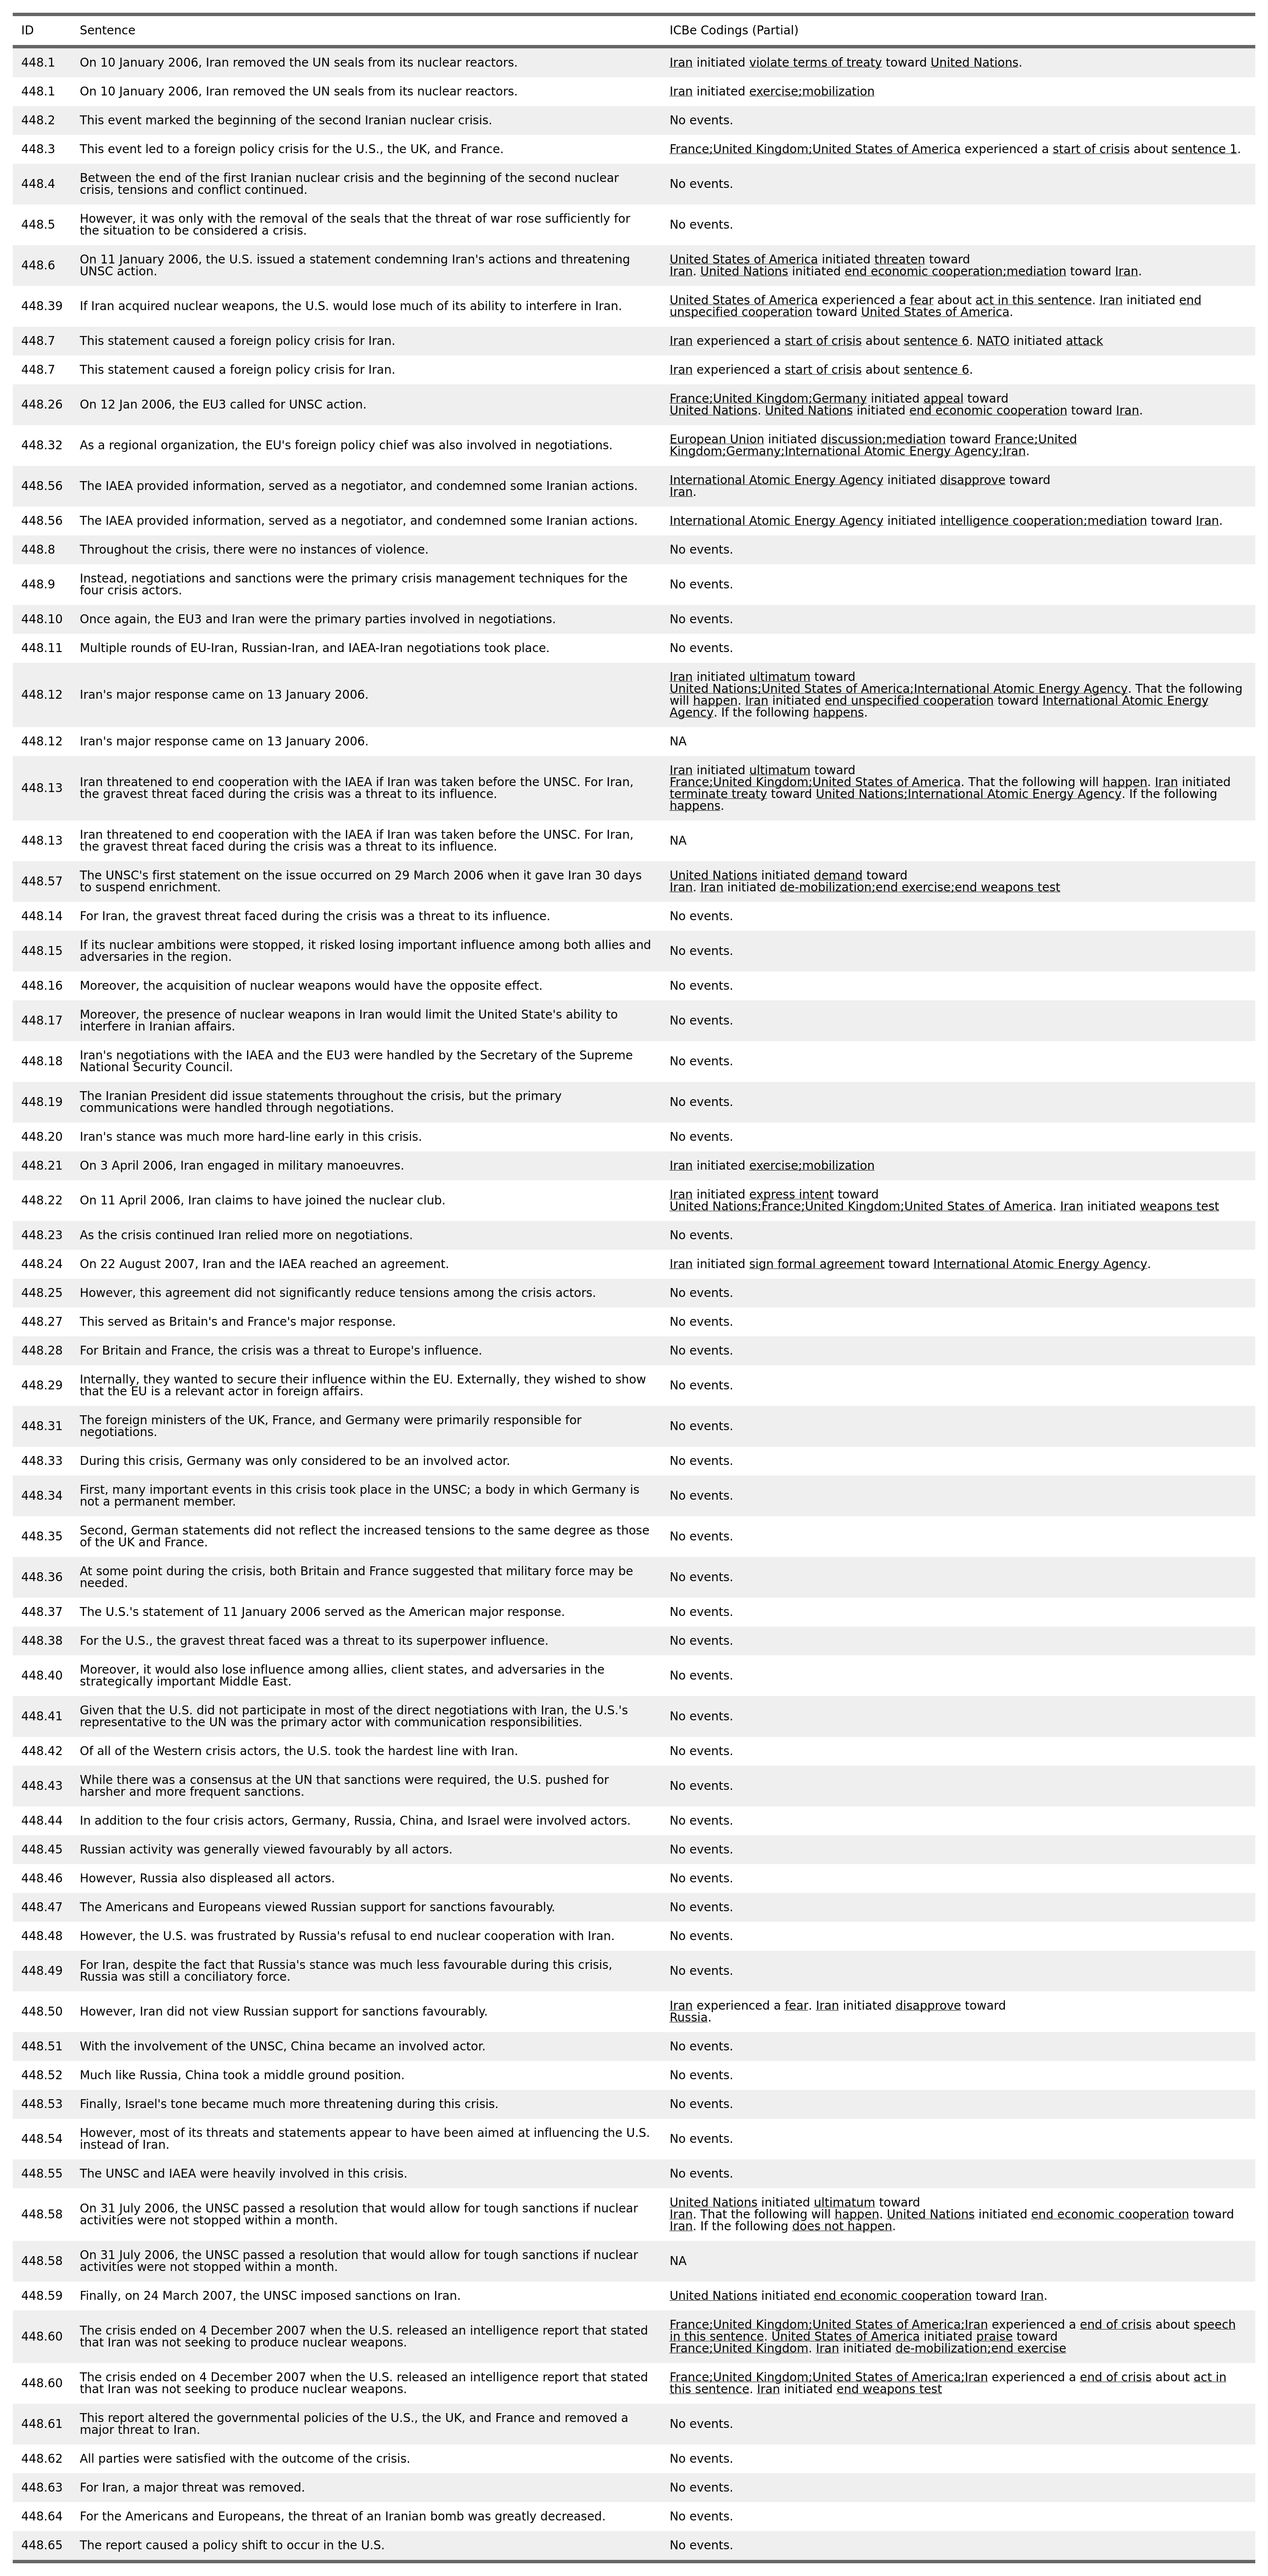 ID Sentence ICBe Codings (Partial)
448.1 On 10 January 2006, Iran removed the UN seals from its nuclear reactors. Iran initiated violate terms of treaty toward United Nations.
448.1 On 10 January 2006, Iran removed the UN seals from its nuclear reactors. Iran initiated exercise;mobilization
448.2 This event marked the beginning of the second Iranian nuclear crisis. No events.
448.3 This event led to a foreign policy crisis for the U.S., the UK, and France. France;United Kingdom;United States of America experienced a start of crisis about sentence 1.
448.4 Between the end of the first Iranian nuclear crisis and the beginning of the second nuclear
crisis, tensions and conflict continued. No events.
448.5 However, it was only with the removal of the seals that the threat of war rose sufficiently for
the situation to be considered a crisis. No events.
448.6 On 11 January 2006, the U.S. issued a statement condemning Iran's actions and threatening
UNSC action. United States of America initiated threaten toward
Iran. United Nations initiated end economic cooperation;mediation toward Iran.
448.39 If Iran acquired nuclear weapons, the U.S. would lose much of its ability to interfere in Iran. United States of America experienced a fear about act in this sentence. Iran initiated end
unspecified cooperation toward United States of America.
448.7 This statement caused a foreign policy crisis for Iran. Iran experienced a start of crisis about sentence 6. NATO initiated attack
448.7 This statement caused a foreign policy crisis for Iran. Iran experienced a start of crisis about sentence 6.
448.26 On 12 Jan 2006, the EU3 called for UNSC action. France;United Kingdom;Germany initiated appeal toward
United Nations. United Nations initiated end economic cooperation toward Iran.
448.32 As a regional organization, the EU's foreign policy chief was also involved in negotiations. European Union initiated discussion;mediation toward France;United
Kingdom;Germany;International Atomic Energy Agency;Iran.
448.56 The IAEA provided information, served as a negotiator, and condemned some Iranian actions. International Atomic Energy Agency initiated disapprove toward
Iran.
448.56 The IAEA provided information, served as a negotiator, and condemned some Iranian actions. International Atomic Energy Agency initiated intelligence cooperation;mediation toward Iran.
448.8 Throughout the crisis, there were no instances of violence. No events.
448.9 Instead, negotiations and sanctions were the primary crisis management techniques for the
four crisis actors. No events.
448.10 Once again, the EU3 and Iran were the primary parties involved in negotiations. No events.
448.11 Multiple rounds of EU-Iran, Russian-Iran, and IAEA-Iran negotiations took place. No events.
448.12 Iran's major response came on 13 January 2006. Iran initiated ultimatum toward
United Nations;United States of America;International Atomic Energy Agency. That the following
will happen. Iran initiated end unspecified cooperation toward International Atomic Energy
Agency. If the following happens.
448.12 Iran's major response came on 13 January 2006. NA
448.13 Iran threatened to end cooperation with the IAEA if Iran was taken before the UNSC. For Iran,
the gravest threat faced during the crisis was a threat to its influence. Iran initiated ultimatum toward
France;United Kingdom;United States of America. That the following will happen. Iran initiated
terminate treaty toward United Nations;International Atomic Energy Agency. If the following
happens.
448.13 Iran threatened to end cooperation with the IAEA if Iran was taken before the UNSC. For Iran,
the gravest threat faced during the crisis was a threat to its influence. NA
448.57 The UNSC's first statement on the issue occurred on 29 March 2006 when it gave Iran 30 days
to suspend enrichment. United Nations initiated demand toward
Iran. Iran initiated de-mobilization;end exercise;end weapons test
448.14 For Iran, the gravest threat faced during the crisis was a threat to its influence. No events.
448.15 If its nuclear ambitions were stopped, it risked losing important influence among both allies and
adversaries in the region. No events.
448.16 Moreover, the acquisition of nuclear weapons would have the opposite effect. No events.
448.17 Moreover, the presence of nuclear weapons in Iran would limit the United State's ability to
interfere in Iranian affairs. No events.
448.18 Iran's negotiations with the IAEA and the EU3 were handled by the Secretary of the Supreme
National Security Council. No events.
448.19 The Iranian President did issue statements throughout the crisis, but the primary
communications were handled through negotiations. No events.
448.20 Iran's stance was much more hard-line early in this crisis. No events.
448.21 On 3 April 2006, Iran engaged in military manoeuvres. Iran initiated exercise;mobilization
448.22 On 11 April 2006, Iran claims to have joined the nuclear club. Iran initiated express intent toward
United Nations;France;United Kingdom;United States of America. Iran initiated weapons test
448.23 As the crisis continued Iran relied more on negotiations. No events.
448.24 On 22 August 2007, Iran and the IAEA reached an agreement. Iran initiated sign formal agreement toward International Atomic Energy Agency.
448.25 However, this agreement did not significantly reduce tensions among the crisis actors. No events.
448.27 This served as Britain's and France's major response. No events.
448.28 For Britain and France, the crisis was a threat to Europe's influence. No events.
448.29 Internally, they wanted to secure their influence within the EU. Externally, they wished to show
that the EU is a relevant actor in foreign affairs. No events.
448.31 The foreign ministers of the UK, France, and Germany were primarily responsible for
negotiations. No events.
448.33 During this crisis, Germany was only considered to be an involved actor. No events.
448.34 First, many important events in this crisis took place in the UNSC; a body in which Germany is
not a permanent member. No events.
448.35 Second, German statements did not reflect the increased tensions to the same degree as those
of the UK and France. No events.
448.36 At some point during the crisis, both Britain and France suggested that military force may be
needed. No events.
448.37 The U.S.'s statement of 11 January 2006 served as the American major response. No events.
448.38 For the U.S., the gravest threat faced was a threat to its superpower influence. No events.
448.40 Moreover, it would also lose influence among allies, client states, and adversaries in the
strategically important Middle East. No events.
448.41 Given that the U.S. did not participate in most of the direct negotiations with Iran, the U.S.'s
representative to the UN was the primary actor with communication responsibilities. No events.
448.42 Of all of the Western crisis actors, the U.S. took the hardest line with Iran. No events.
448.43 While there was a consensus at the UN that sanctions were required, the U.S. pushed for
harsher and more frequent sanctions. No events.
448.44 In addition to the four crisis actors, Germany, Russia, China, and Israel were involved actors. No events.
448.45 Russian activity was generally viewed favourably by all actors. No events.
448.46 However, Russia also displeased all actors. No events.
448.47 The Americans and Europeans viewed Russian support for sanctions favourably. No events.
448.48 However, the U.S. was frustrated by Russia's refusal to end nuclear cooperation with Iran. No events.
448.49 For Iran, despite the fact that Russia's stance was much less favourable during this crisis,
Russia was still a conciliatory force. No events.
448.50 However, Iran did not view Russian support for sanctions favourably. Iran experienced a fear. Iran initiated disapprove toward
Russia.
448.51 With the involvement of the UNSC, China became an involved actor. No events.
448.52 Much like Russia, China took a middle ground position. No events.
448.53 Finally, Israel's tone became much more threatening during this crisis. No events.
448.54 However, most of its threats and statements appear to have been aimed at influencing the U.S.
instead of Iran. No events.
448.55 The UNSC and IAEA were heavily involved in this crisis. No events.
448.58 On 31 July 2006, the UNSC passed a resolution that would allow for tough sanctions if nuclear
activities were not stopped within a month. United Nations initiated ultimatum toward
Iran. That the following will happen. United Nations initiated end economic cooperation toward
Iran. If the following does not happen.
448.58 On 31 July 2006, the UNSC passed a resolution that would allow for tough sanctions if nuclear
activities were not stopped within a month. NA
448.59 Finally, on 24 March 2007, the UNSC imposed sanctions on Iran. United Nations initiated end economic cooperation toward Iran.
448.60 The crisis ended on 4 December 2007 when the U.S. released an intelligence report that stated
that Iran was not seeking to produce nuclear weapons. France;United Kingdom;United States of America;Iran experienced a end of crisis about speech
in this sentence. United States of America initiated praise toward
France;United Kingdom. Iran initiated de-mobilization;end exercise
448.60 The crisis ended on 4 December 2007 when the U.S. released an intelligence report that stated
that Iran was not seeking to produce nuclear weapons. France;United Kingdom;United States of America;Iran experienced a end of crisis about act in
this sentence. Iran initiated end weapons test
448.61 This report altered the governmental policies of the U.S., the UK, and France and removed a
major threat to Iran. No events.
448.62 All parties were satisfied with the outcome of the crisis. No events.
448.63 For Iran, a major threat was removed. No events.
448.64 For the Americans and Europeans, the threat of an Iranian bomb was greatly decreased. No events.
448.65 The report caused a policy shift to occur in the U.S. No events.